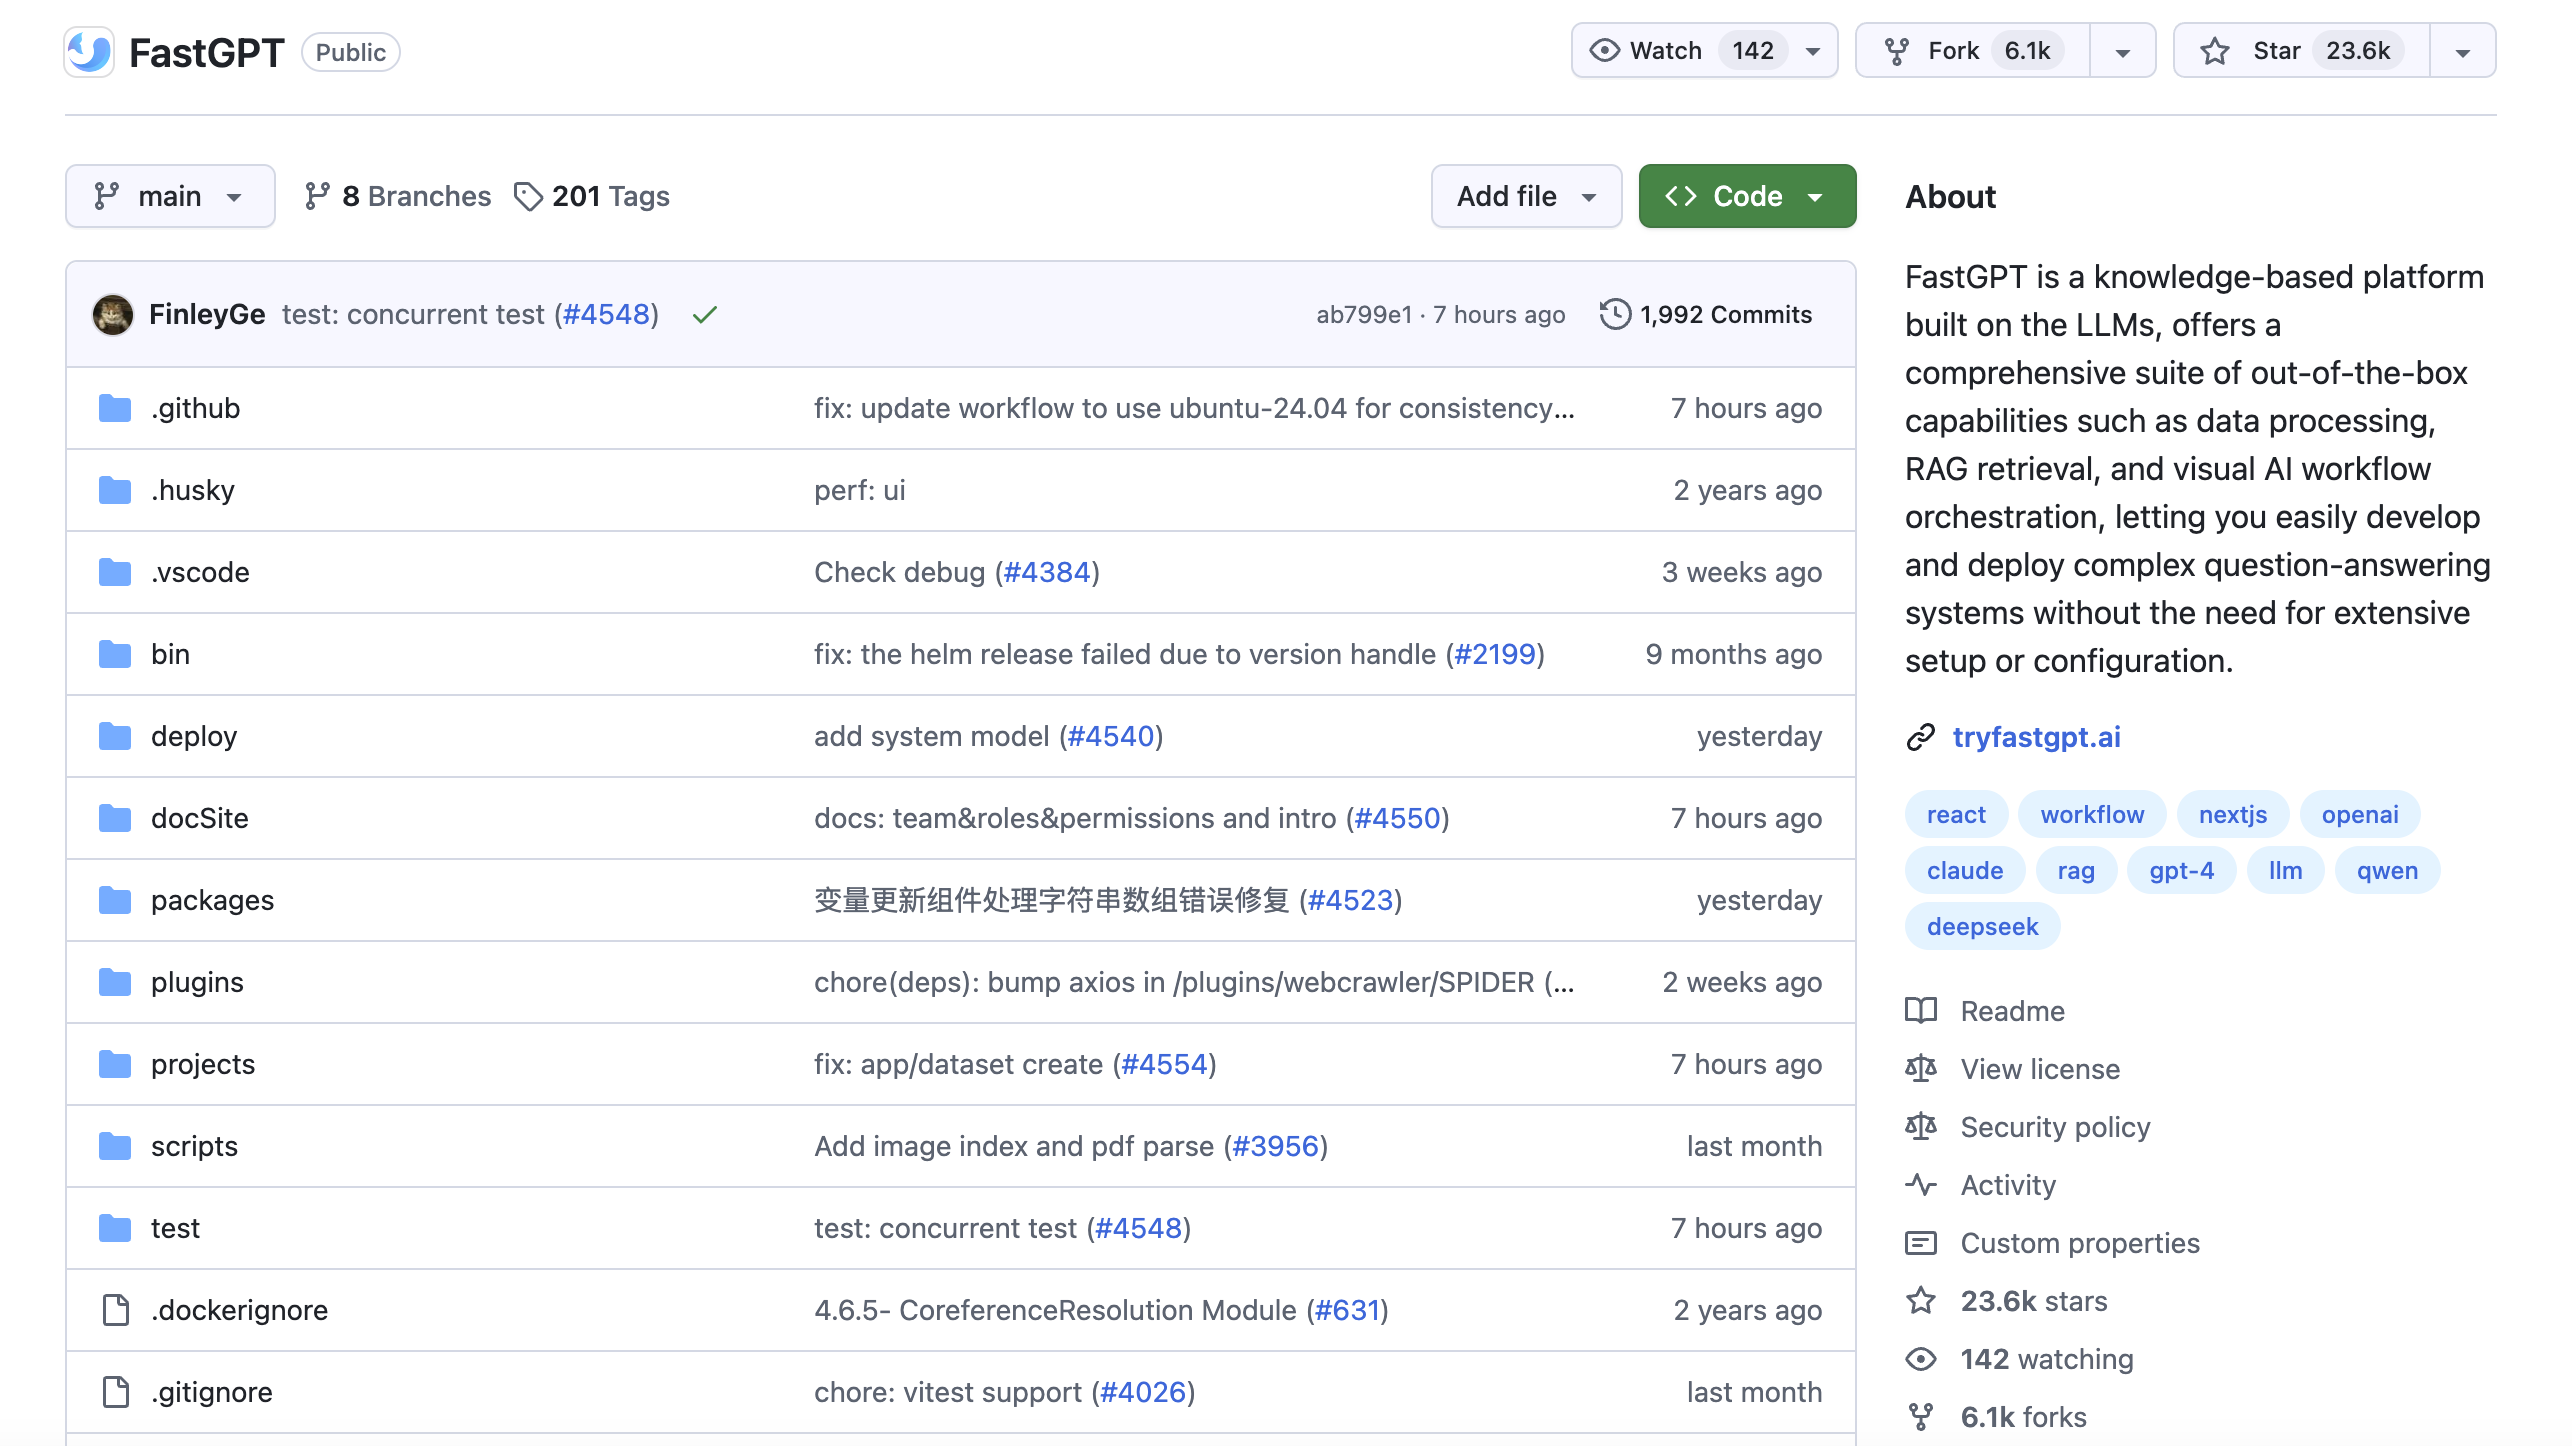 FastGPT Public
Watch 142 Fork 6.1k Star 23.6k
main 8 Branches 201 Tags Add file Code
FinleyGe test: concurrent test (#4548) ab799e1 · 7 hours ago 1,992 Commits
.github fix: update workflow to use ubuntu-24.04 for consistency... 7 hours ago
.husky perf: ui 2 years ago
.vscode Check debug (#4384) 3 weeks ago
bin fix: the helm release failed due to version handle (#2199) 9 months ago
deploy add system model (#4540) yesterday
docSite docs: team&roles&permissions and intro (#4550) 7 hours ago
packages 变量更新组件处理字符串数组错误修复 (#4523) yesterday
plugins chore(deps): bump axios in /plugins/webcrawler/SPIDER (... 2 weeks ago
projects fix: app/dataset create (#4554) 7 hours ago
scripts Add image index and pdf parse (#3956) last month
test test: concurrent test (#4548) 7 hours ago
.dockerignore 4.6.5- CoreferenceResolution Module (#631) 2 years ago
.gitignore chore: vitest support (#4026) last month
About
FastGPT is a knowledge-based platform
built on the LLMs, offers a
comprehensive suite of out-of-the-box
capabilities such as data processing,
RAG retrieval, and visual AI workflow
orchestration, letting you easily develop
and deploy complex question-answering
systems without the need for extensive
setup or configuration.
tryfastgpt.ai
react workflow nextjs openai
claude rag gpt-4 llm qwen
deepseek
Readme
View license
Security policy
Activity
Custom properties
23.6k stars
142 watching
6.1k forks